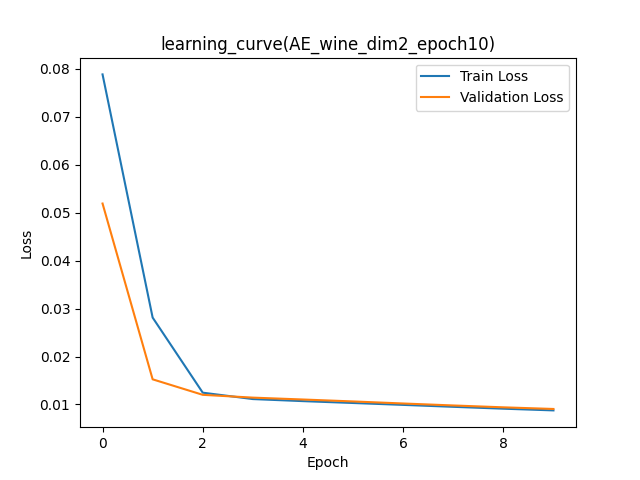 learning_curve(AE_wine_dim2_epoch10)
Train Loss
Validation Loss
0.08
0.07
0.06
0.05
0.04
0.03
0.02
0.01
Loss
0 2 4 6 8
Epoch